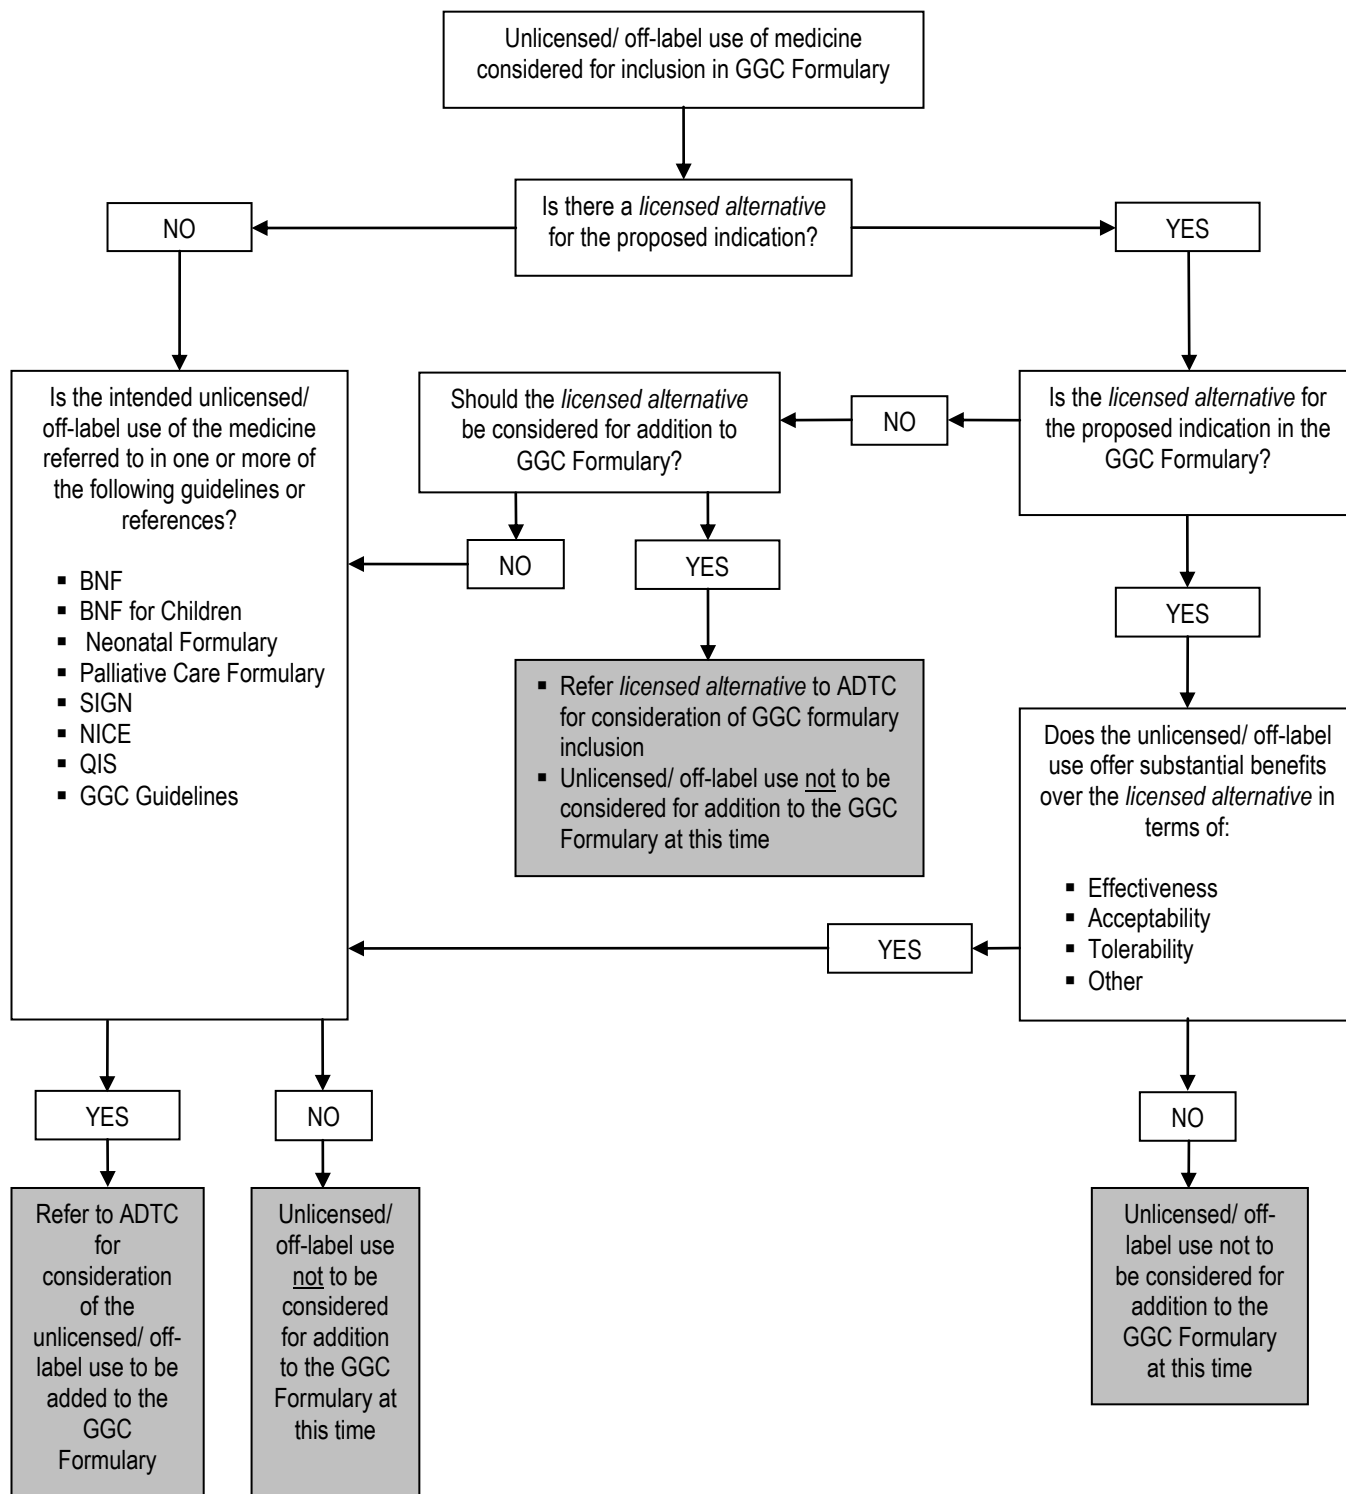 Unlicensed/ off-label use of medicine
considered for inclusion in GGC Formulary
Is there a licensed alternative
for the proposed indication?
NO
YES
Is the intended unlicensed/
off-label use of the medicine
referred to in one or more of
the following guidelines or
references?
▪ BNF
▪ BNF for Children
▪ Neonatal Formulary
▪ Palliative Care Formulary
▪ SIGN
▪ NICE
▪ QIS
▪ GGC Guidelines
Should the licensed alternative
be considered for addition to
GGC Formulary?
NO
Is the licensed alternative for
the proposed indication in the
GGC Formulary?
NO
YES
YES
▪ Refer licensed alternative to ADTC
for consideration of GGC formulary
inclusion
▪ Unlicensed/ off-label use not to be
considered for addition to the GGC
Formulary at this time
Does the unlicensed/ off-label
use offer substantial benefits
over the licensed alternative in
terms of:
▪ Effectiveness
▪ Acceptability
▪ Tolerability
▪ Other
YES
YES
NO
NO
Refer to ADTC
for
consideration
of the
unlicensed/ off-
label use to be
added to the
GGC
Formulary
Unlicensed/
off-label use
not to be
considered
for addition
to the GGC
Formulary at
this time
Unlicensed/ off-
label use not to
be considered for
addition to the
GGC Formulary
at this time